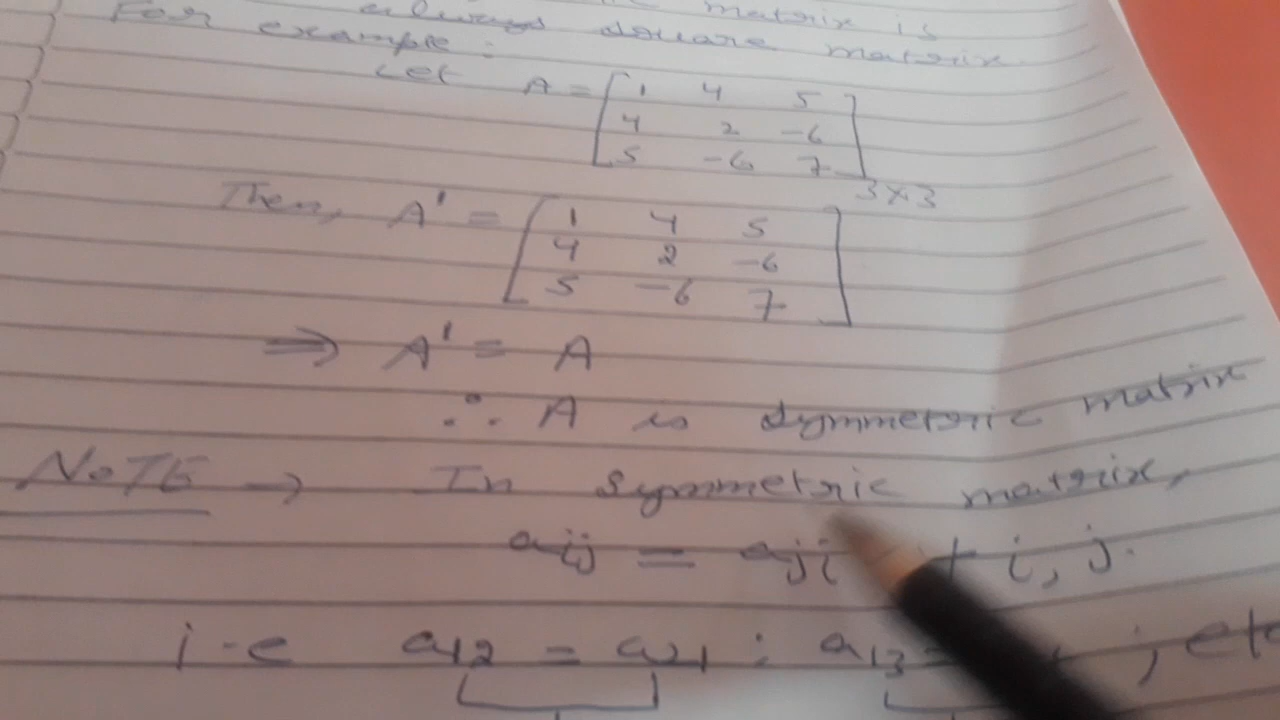 matrix is
always square matrix.
For example:
Let A = [1 4 5
4 2 -6
5 -6 7] 3×3
Then, A' = [1 4 5
4 2 -6
5 -6 7]
⇒ A' = A
∴ A is symmetric matrix
NOTE → In symmetric matrix,
aij = aji i, j.
i.e a12 = a21 ; a13 = ; etc